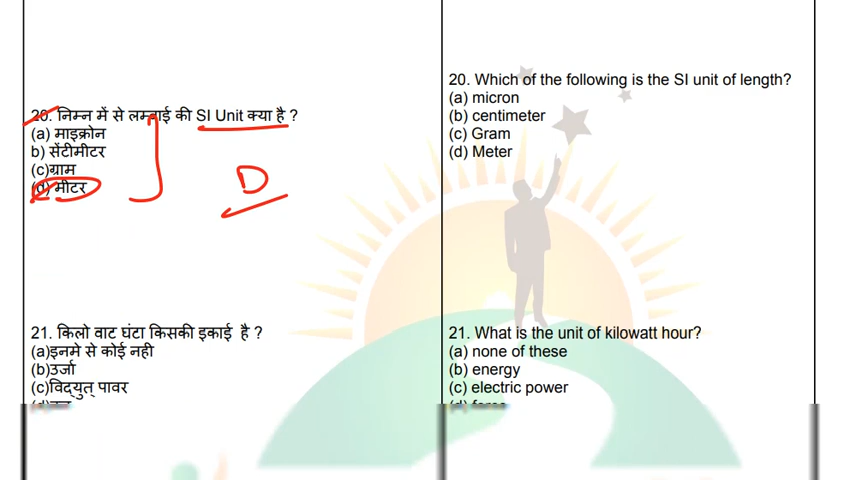 20. निम्न में से लम्बाई की SI Unit क्या है ?
(a) माइक्रोन
b) सेंटीमीटर
(c)ग्राम
(d) मीटर
D
20. Which of the following is the SI unit of length?
(a) micron
(b) centimeter
(c) Gram
(d) Meter
21. किलो वाट घंटा किसकी इकाई है ?
(a)इनमे से कोई नही
(b)उर्जा
(c)विद्युत् पावर
21. What is the unit of kilowatt hour?
(a) none of these
(b) energy
(c) electric power
(d) force